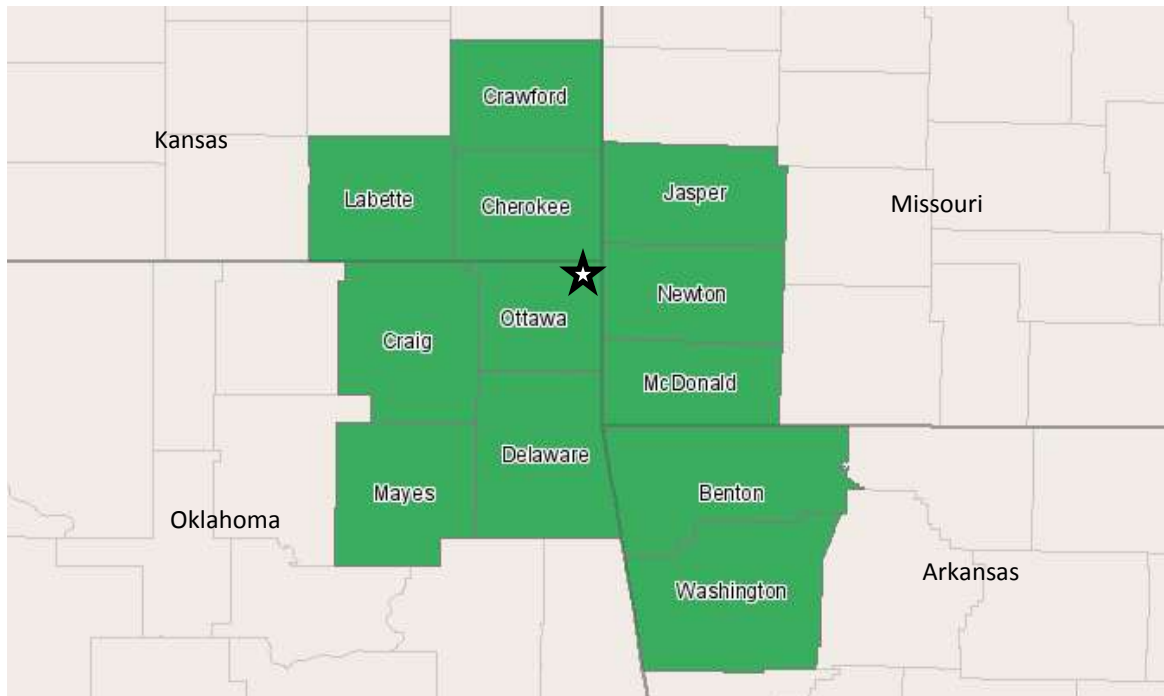 Crawford
Kansas
Labette
Cherokee
Jasper
Missouri
Newton
Ottawa
Craig
McDonald
Delaware
Mayes
Benton
Oklahoma
Arkansas
Washington